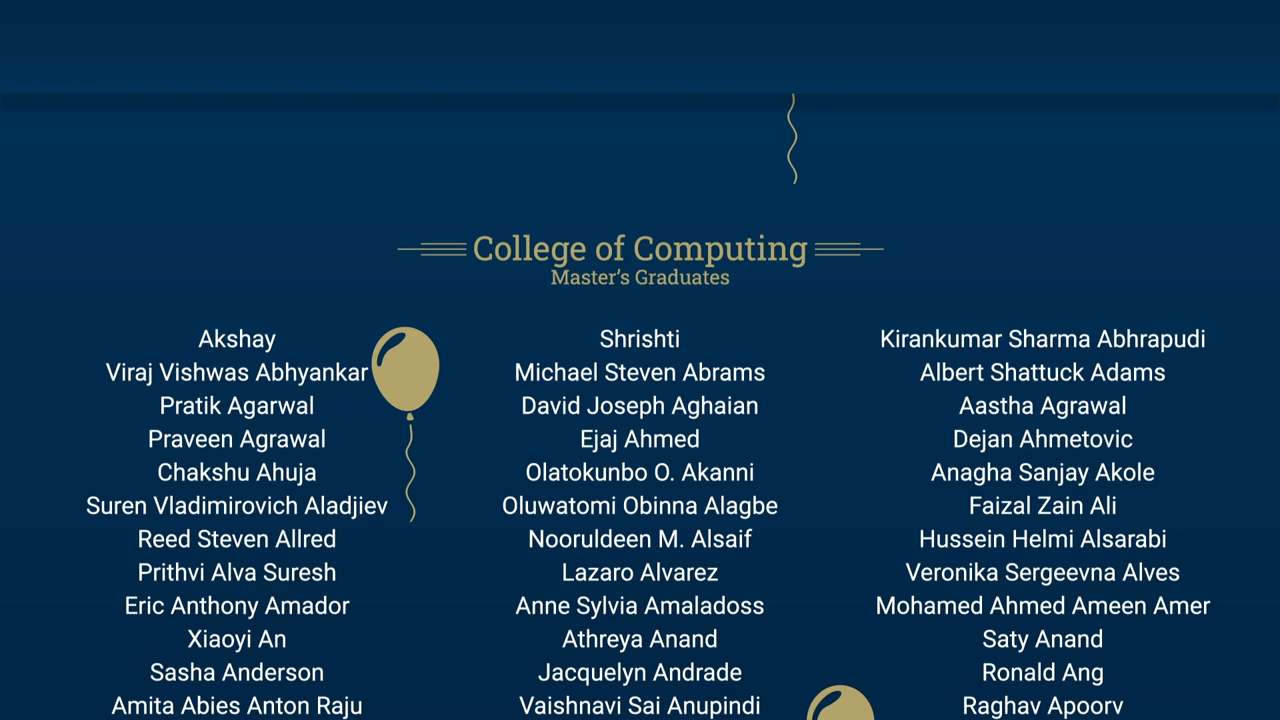 College of Computing
Master's Graduates
Akshay Shrishti Kirankumar Sharma Abhrapudi
Viraj Vishwas Abhyankar Michael Steven Abrams Albert Shattuck Adams
Pratik Agarwal David Joseph Aghaian Aastha Agrawal
Praveen Agrawal Ejaj Ahmed Dejan Ahmetovic
Chakshu Ahuja Olatokunbo O. Akanni Anagha Sanjay Akole
Suren Vladimirovich Aladjiev Oluwatomi Obinna Alagbe Faizal Zain Ali
Reed Steven Allred Nooruldeen M. Alsaif Hussein Helmi Alsarabi
Prithvi Alva Suresh Lazaro Alvarez Veronika Sergeevna Alves
Eric Anthony Amador Anne Sylvia Amaladoss Mohamed Ahmed Ameen Amer
Xiaoyi An Athreya Anand Saty Anand
Sasha Anderson Jacquelyn Andrade Ronald Ang
Amita Abies Anton Raju Vaishnavi Sai Anupindi Raghav Apoorv